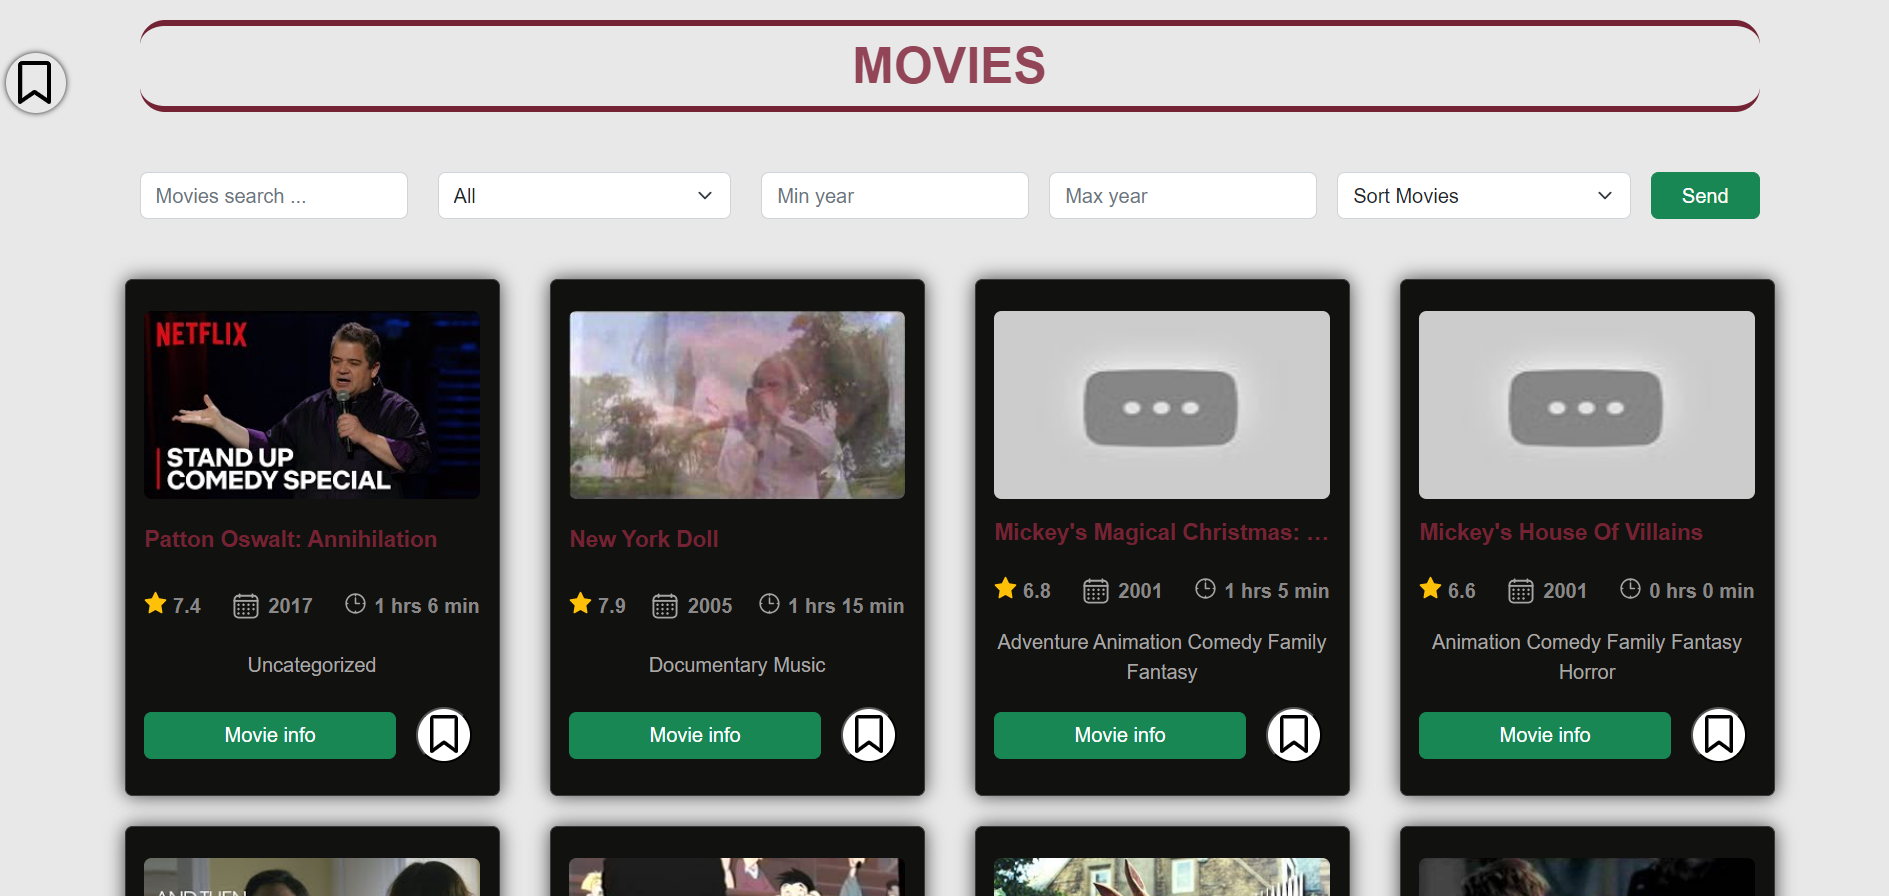 MOVIES
Movies search ...
All
Min year
Max year
Sort Movies
Send
NETFLIX
STAND UP
COMEDY SPECIAL
Patton Oswalt: Annihilation
7.4 2017 1 hrs 6 min
Uncategorized
Movie info
New York Doll
7.9 2005 1 hrs 15 min
Documentary Music
Movie info
Mickey's Magical Christmas: ...
6.8 2001 1 hrs 5 min
Adventure Animation Comedy Family
Fantasy
Movie info
Mickey's House Of Villains
6.6 2001 0 hrs 0 min
Animation Comedy Family Fantasy
Horror
Movie info
AND THEN